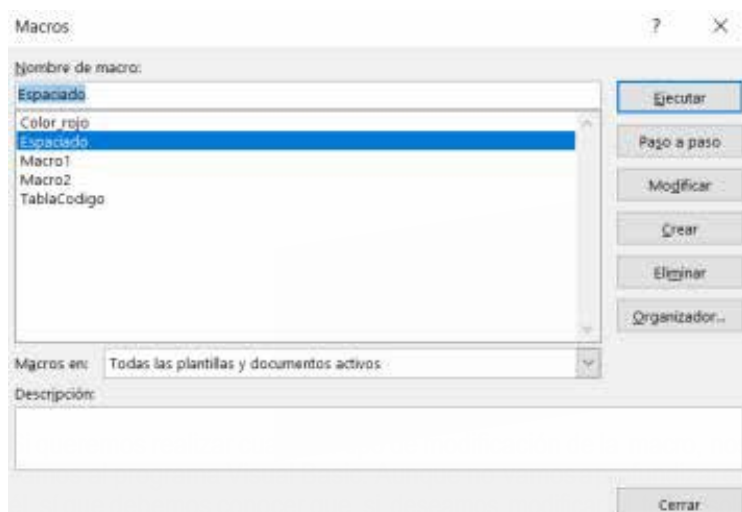 Macros ? ×
Nombre de macro:
Espaciado
Ejecutar
Color_rojo
Espaciado
Macro1
Macro2
TablaCodigo
Paso a paso
Modificar
Crear
Eliminar
Organizador...
Macros en: Todas las plantillas y documentos activos
Descripción:
Cerrar